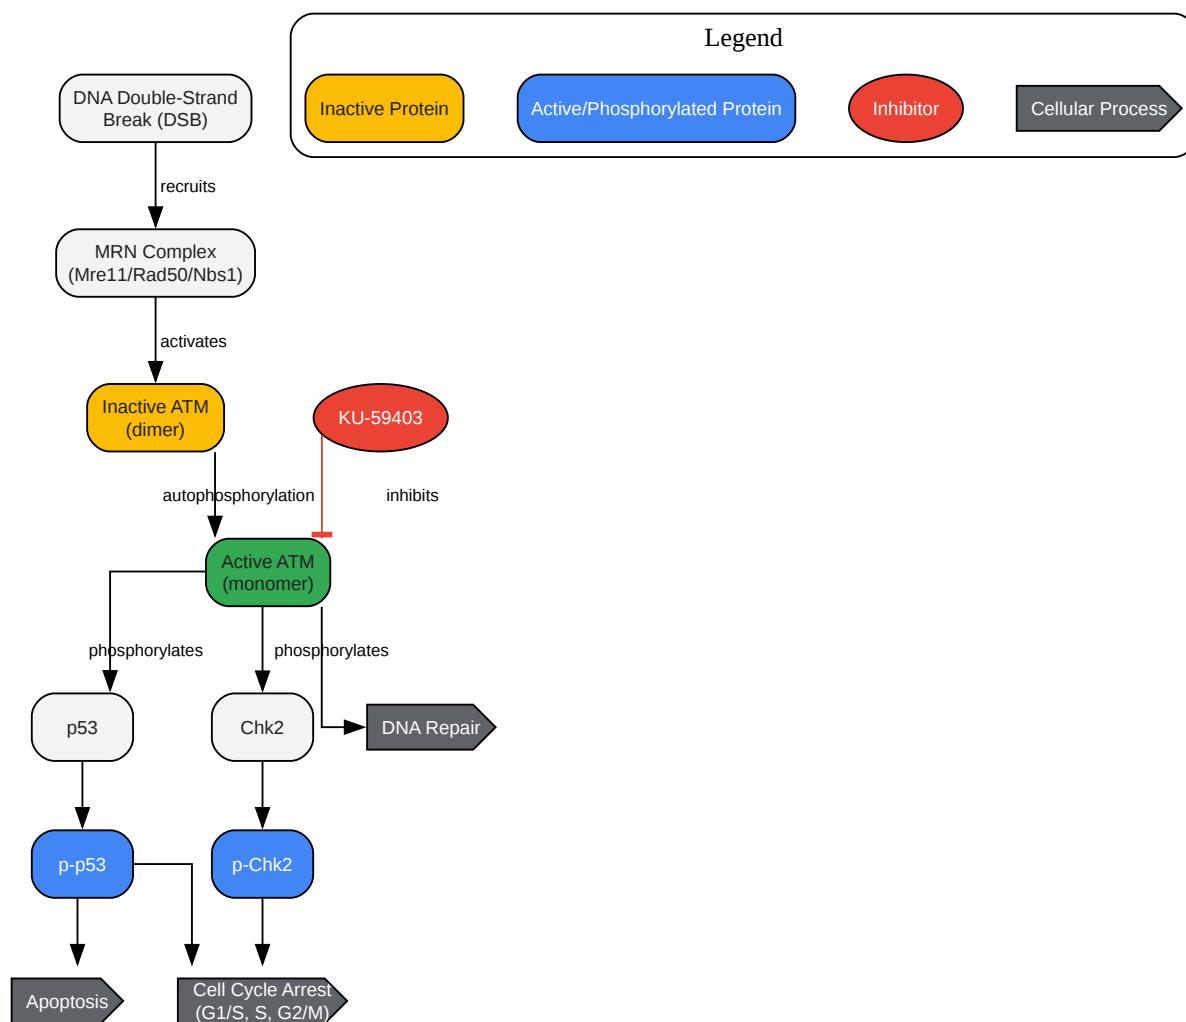 Legend
Inactive Protein
Active/Phosphorylated Protein
Inhibitor
Cellular Process
DNA Double-Strand
Break (DSB)
recruits
MRN Complex
(Mre11/Rad50/Nbs1)
activates
Inactive ATM
(dimer)
KU-59403
autophosphorylation
inhibits
Active ATM
(monomer)
phosphorylates
phosphorylates
p53
Chk2
DNA Repair
p-p53
p-Chk2
Apoptosis
Cell Cycle Arrest
(G1/S, S, G2/M)